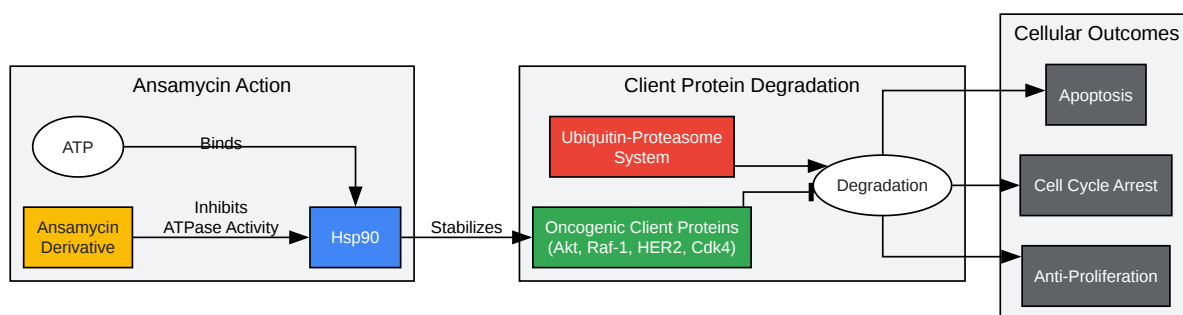 Ansamycin Action
ATP
Binds
Ansamycin
Derivative
Inhibits
ATPase Activity
Hsp90
Stabilizes
Client Protein Degradation
Ubiquitin-Proteasome
System
Oncogenic Client Proteins
(Akt, Raf-1, HER2, Cdk4)
Degradation
Cellular Outcomes
Apoptosis
Cell Cycle Arrest
Anti-Proliferation